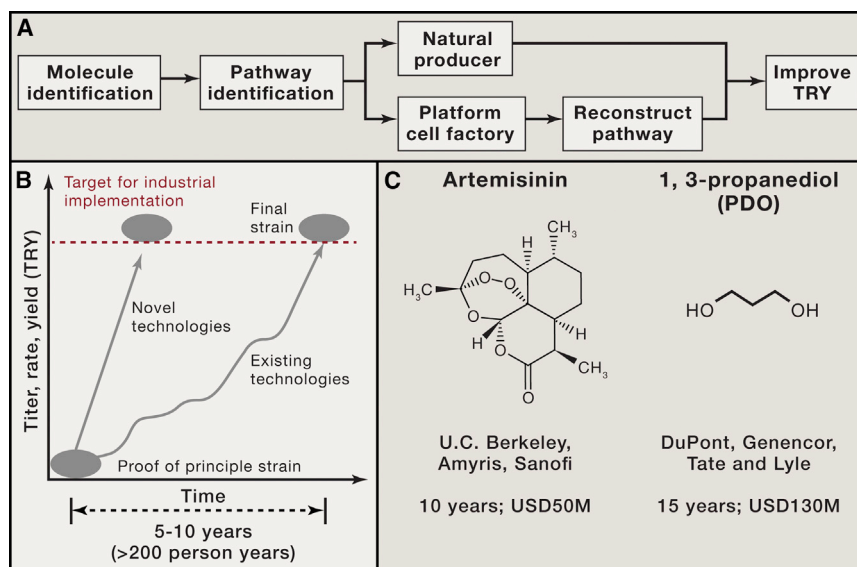 A
Molecule
identification
Pathway
identification
Natural
producer
Platform
cell factory
Reconstruct
pathway
Improve
TRY
B
Target for industrial
implementation
Final
strain
Titer, rate, yield (TRY)
Novel
technologies
Existing
technologies
Proof of principle strain
Time
5-10 years
(>200 person years)
C
Artemisinin
CH3
H
O
O
H3C
O
H
H
O
CH3
O
U.C. Berkeley,
Amyris, Sanofi
10 years; USD50M
1, 3-propanediol
(PDO)
HO
OH
DuPont, Genencor,
Tate and Lyle
15 years; USD130M